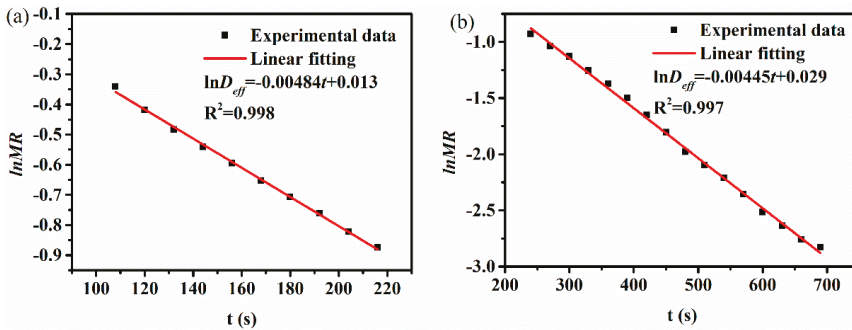 (a)
-0.1
-0.2
-0.3
-0.4
-0.5
-0.6
-0.7
-0.8
-0.9
lnMR
100 120 140 160 180 200 220
t (s)
Experimental data
Linear fitting
lnD_eff=-0.00484t+0.013
R²=0.998
(b)
-1.0
-1.5
-2.0
-2.5
-3.0
lnMR
200 300 400 500 600 700
t (s)
Experimental data
Linear fitting
lnD_eff=-0.00445t+0.029
R²=0.997